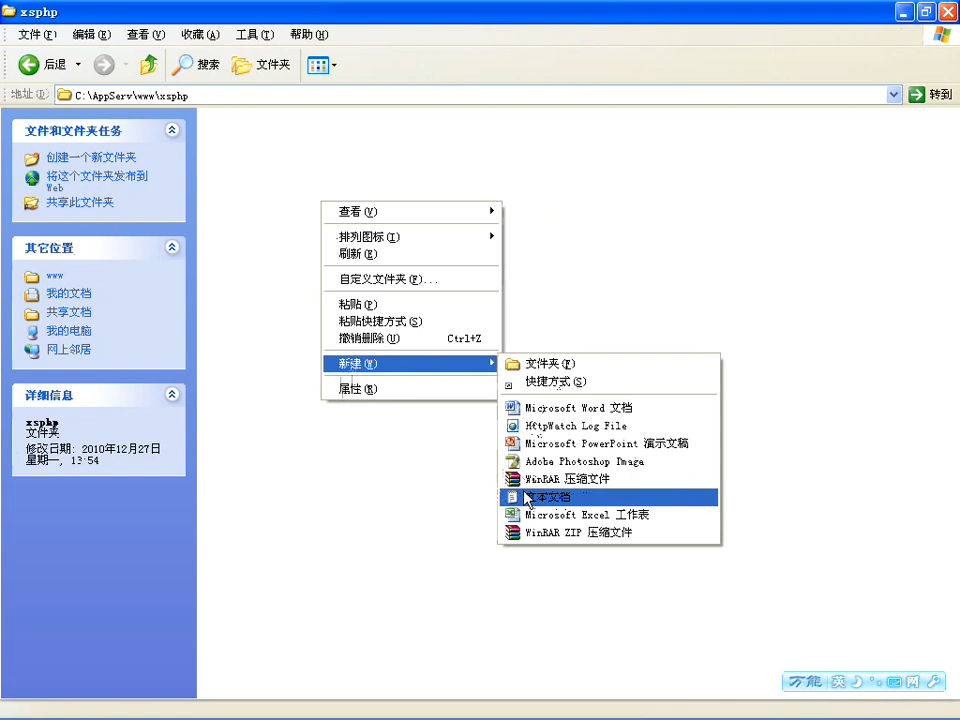 xsphp
文件(F) 编辑(E) 查看(V) 收藏(A) 工具(T) 帮助(H)
后退 搜索 文件夹
地址(D) C:\AppServ\www\xsphp 转到
文件和文件夹任务
创建一个新文件夹
将这个文件夹发布到
Web
共享此文件夹
其它位置
www
我的文档
共享文档
我的电脑
网上邻居
详细信息
xsphp
文件夹
修改日期: 2010年12月27日
星期一, 13:54
查看(V)
排列图标(I)
刷新(E)
自定义文件夹(F)...
粘贴(P)
粘贴快捷方式(S)
撤销删除(U) Ctrl+Z
新建(W)
属性(R)
文件夹(F)
快捷方式(S)
Microsoft Word 文档
HttpWatch Log File
Microsoft PowerPoint 演示文稿
Adobe Photoshop Image
WinRAR 压缩文件
文本文档
Microsoft Excel 工作表
WinRAR ZIP 压缩文件
万能 英 网